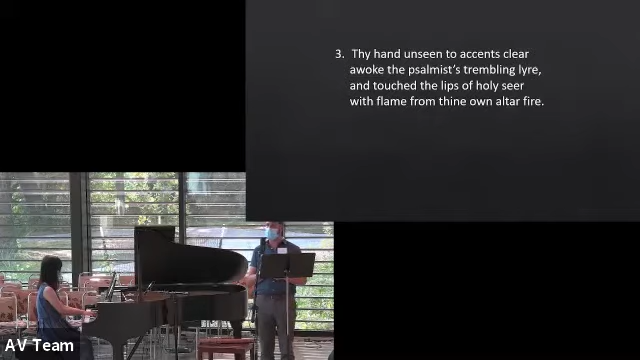 3. Thy hand unseen to accents clear
awoke the psalmist's trembling lyre,
and touched the lips of holy seer
with flame from thine own altar fire.
AV Team